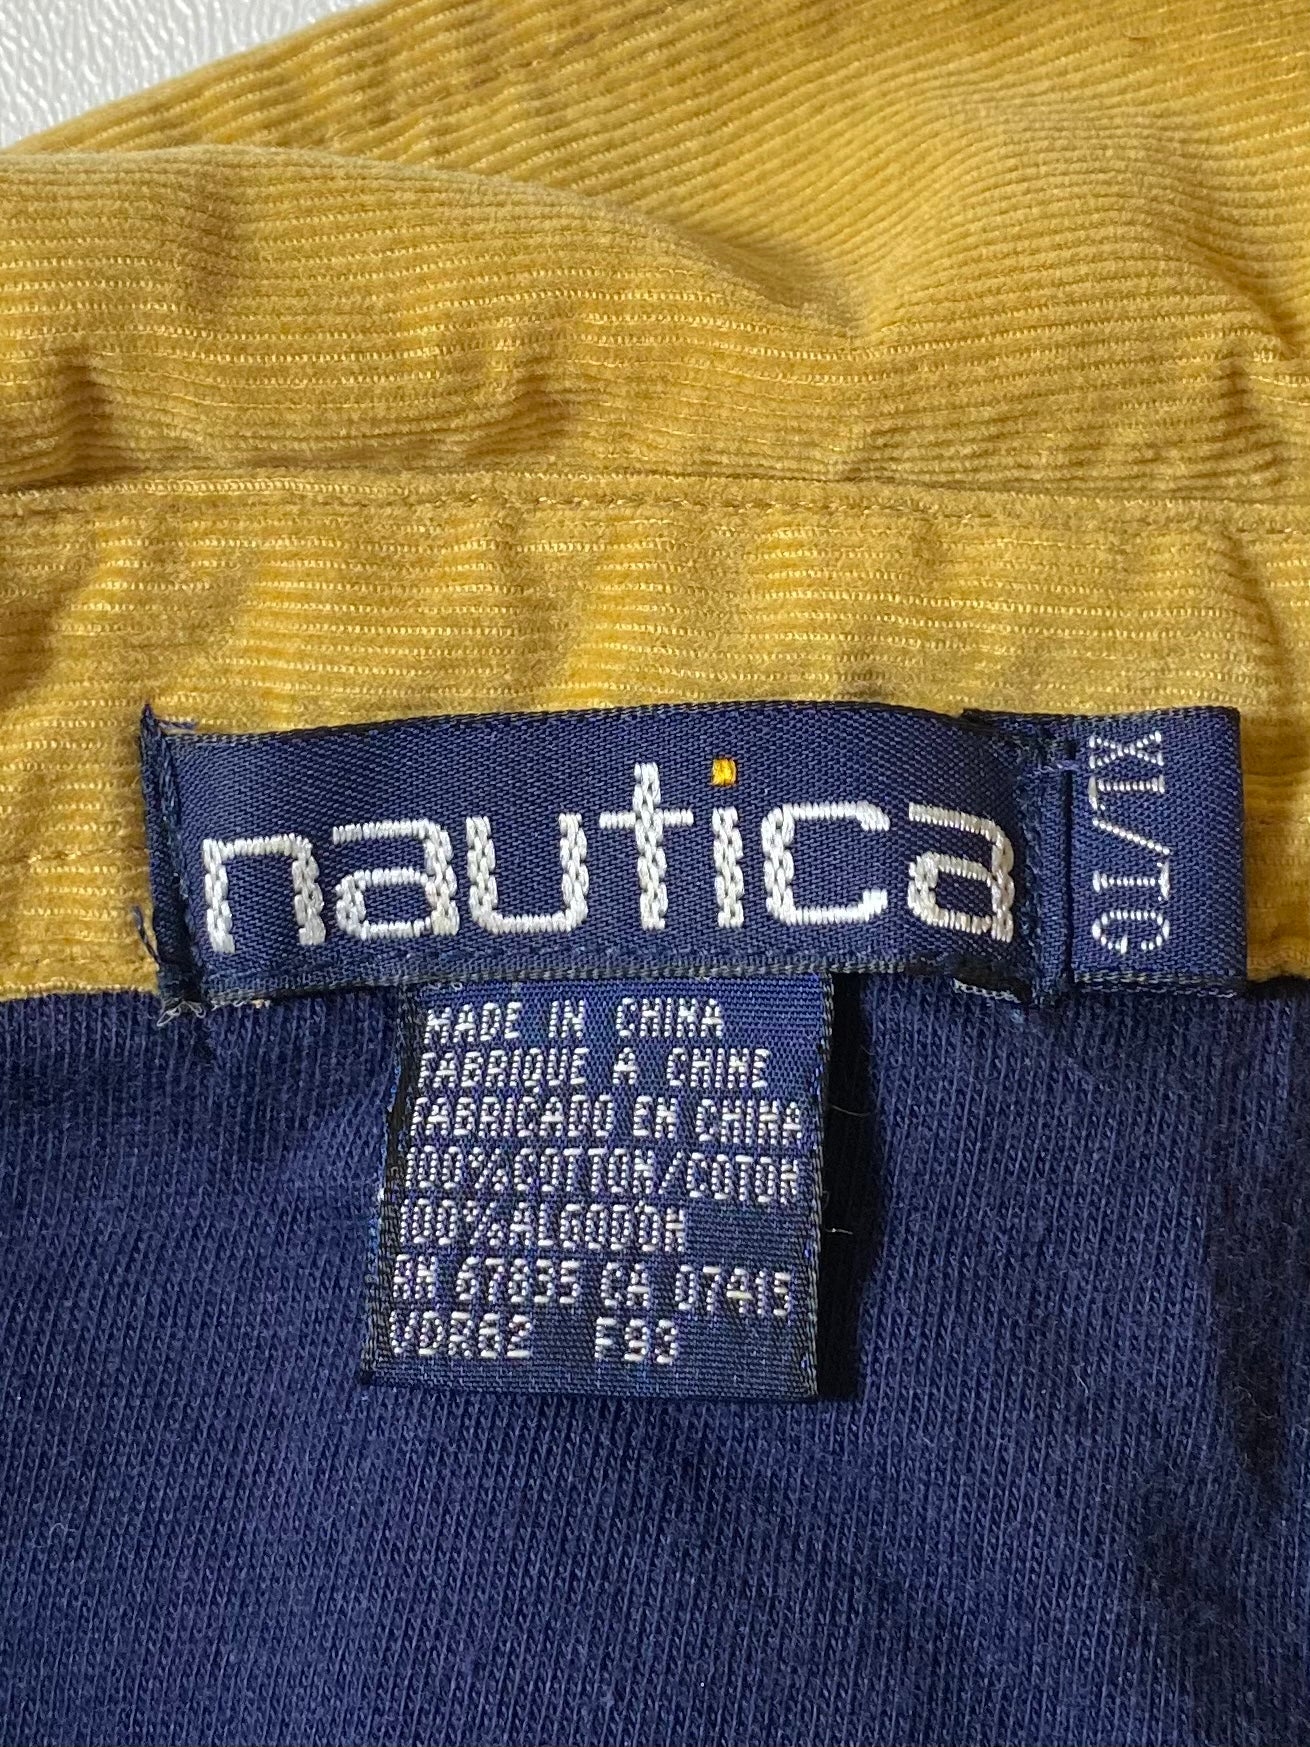 nautica
XL/TG
MADE IN CHINA
FABRIQUE A CHINE
FABRICADO EN CHINA
100%COTTON/COTON
100%ALGODON
RN 67835 CA 07415
VDR62 F98